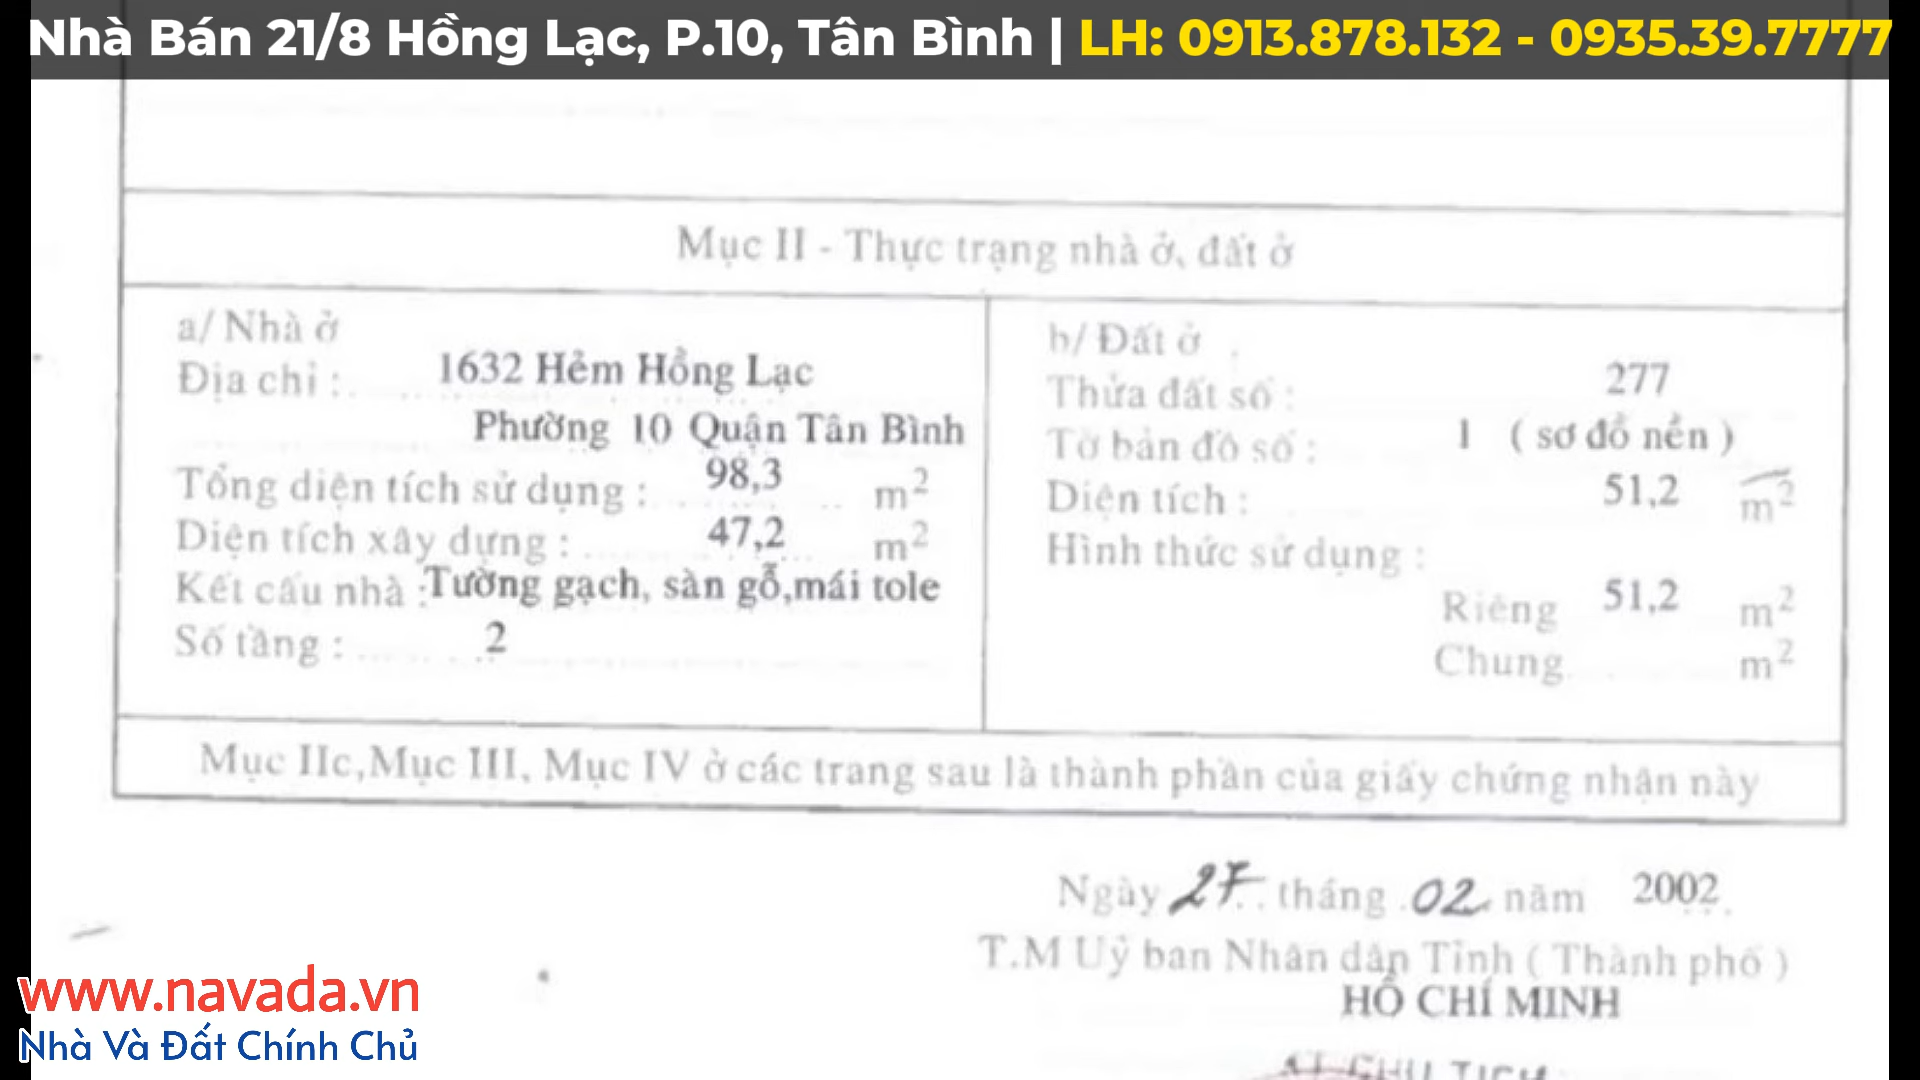 Nhà Bán 21/8 Hồng Lạc, P.10, Tân Bình | LH: 0913.878.132 - 0935.39.7777
Mục II - Thực trạng nhà ở, đất ở
a/ Nhà ở
Địa chỉ : 1632 Hẻm Hồng Lạc
Phường 10 Quận Tân Bình
Tổng diện tích sử dụng : 98,3 m2
Diện tích xây dựng : 47,2 m2
Kết cấu nhà : Tường gạch, sàn gỗ,mái tole
Số tầng : 2
b/ Đất ở
Thửa đất số : 277
Tờ bản đồ số : 1 ( sơ đồ nền )
Diện tích : 51,2 m2
Hình thức sử dụng :
Riêng 51,2 m2
Chung m2
Mục IIc,Mục III, Mục IV ở các trang sau là thành phần của giấy chứng nhận này
Ngày 27 tháng 02 năm 2002
T.M Uỷ ban Nhân dân Tỉnh ( Thành phố )
HỒ CHÍ MINH
www.navada.vn
Nhà Và Đất Chính Chủ